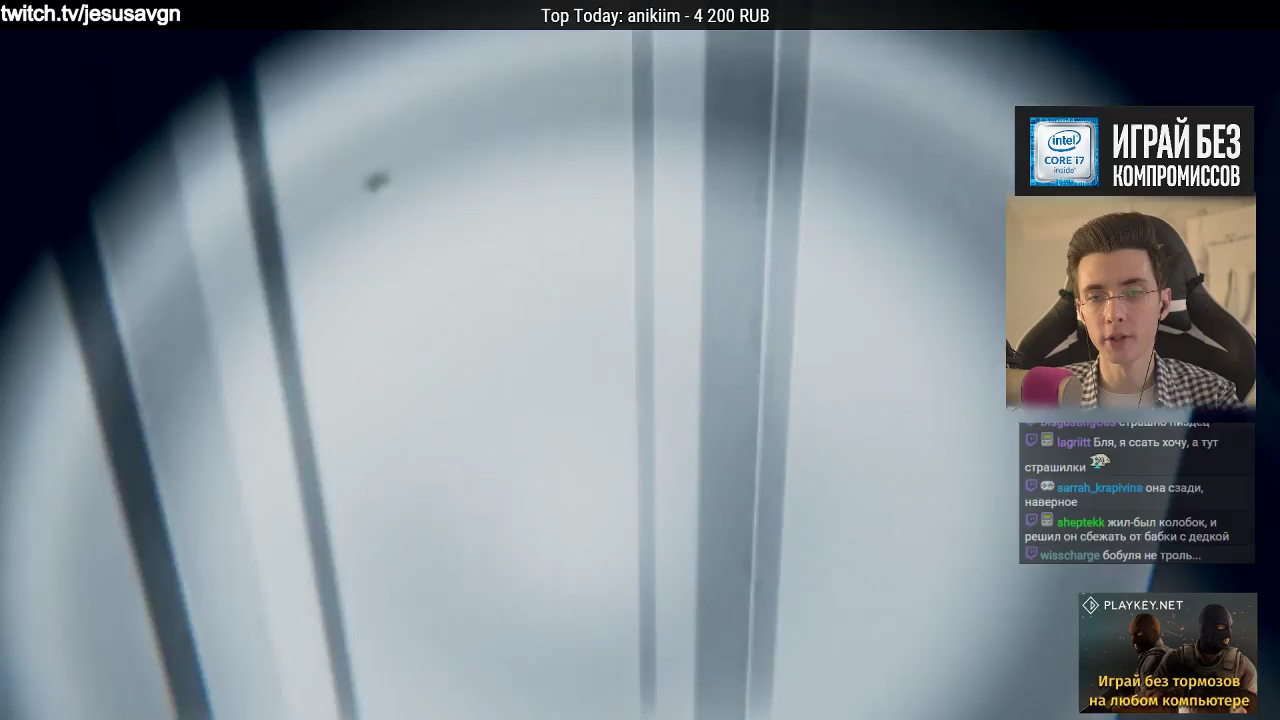 twitch.tv/jesusavgn
Top Today: anikiim - 4 200 RUB
intel
CORE i7
inside
ИГРАЙ БЕЗ
КОМПРОМИССОВ
lagriitt Бля, я ссать хочу, а тут
страшилки
sarrah_krapivina она сзади,
наверное
sheptekk жил-был колобок, и
решил он сбежать от бабки с дедкой
wisscharge бобуля не троль...
PLAYKEY.NET
Играй без тормозов
на любом компьютере